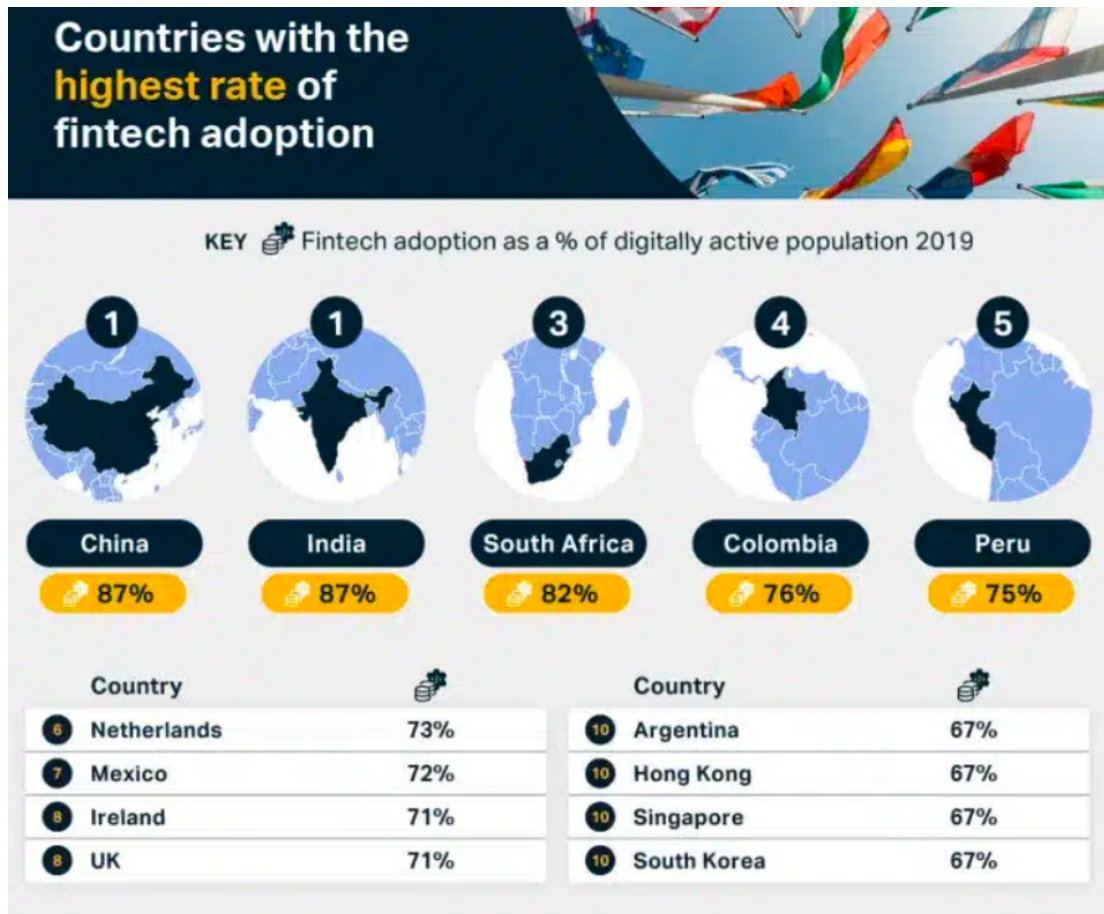 Countries with the
highest rate of
fintech adoption
KEY Fintech adoption as a % of digitally active population 2019
1 1 3 4 5
China India South Africa Colombia Peru
87% 87% 82% 76% 75%
Country Country
6 Netherlands 73% 10 Argentina 67%
7 Mexico 72% 10 Hong Kong 67%
8 Ireland 71% 10 Singapore 67%
8 UK 71% 10 South Korea 67%